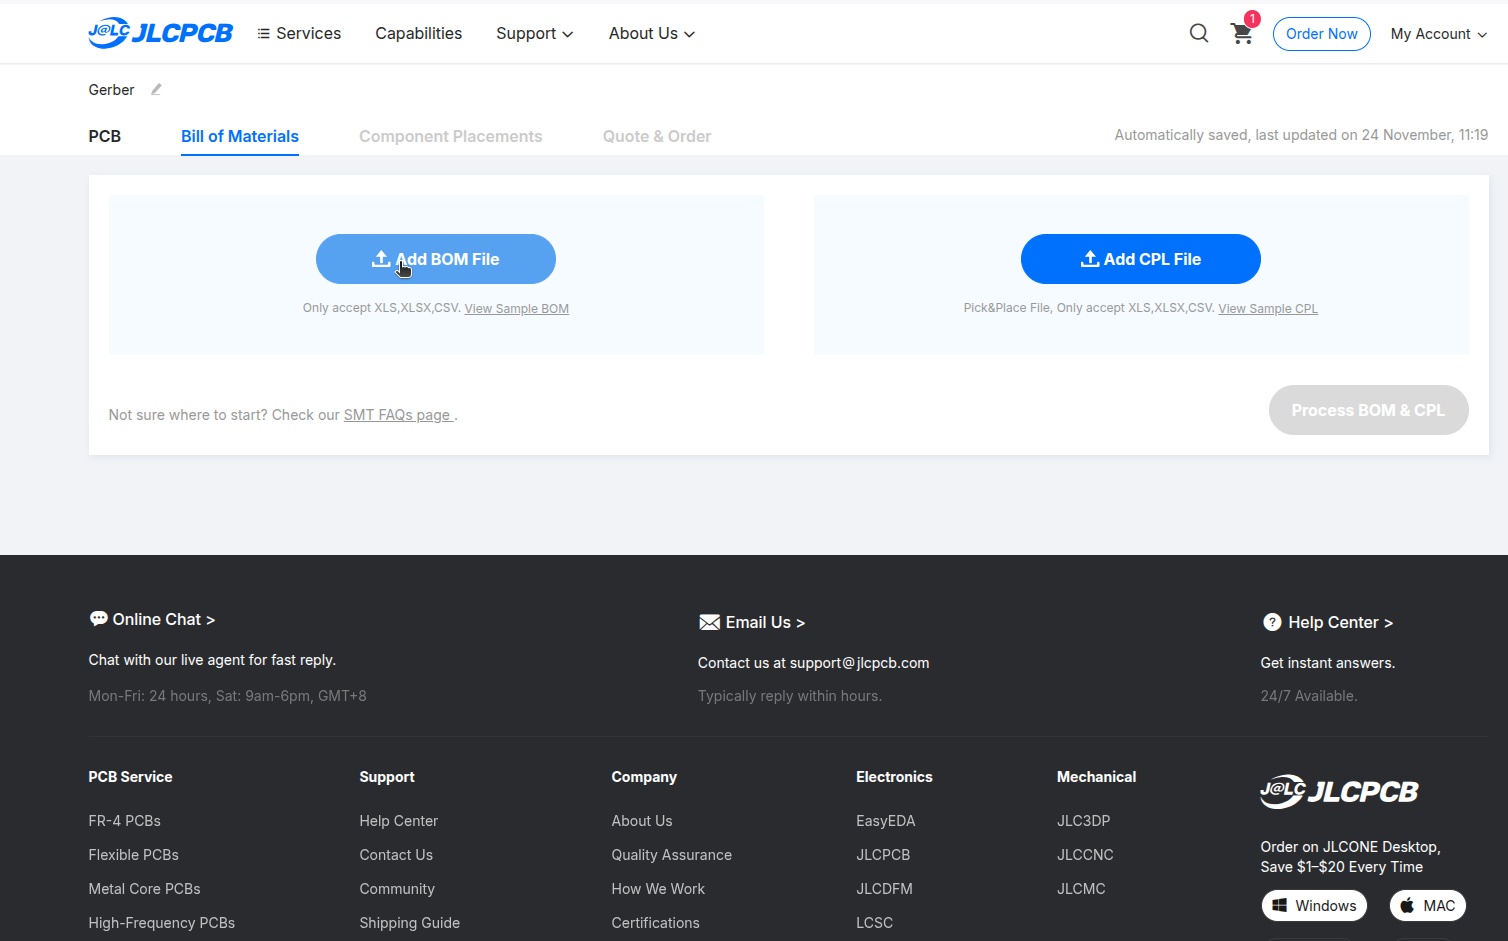 J@LC JLCPCB Services Capabilities Support About Us 1 Order Now My Account
Gerber
PCB Bill of Materials Component Placements Quote & Order Automatically saved, last updated on 24 November, 11:19
Add BOM File
Only accept XLS,XLSX,CSV. View Sample BOM
Add CPL File
Pick&Place File, Only accept XLS,XLSX,CSV. View Sample CPL
Not sure where to start? Check our SMT FAQs page .
Process BOM & CPL
Online Chat >
Chat with our live agent for fast reply.
Mon-Fri: 24 hours, Sat: 9am-6pm, GMT+8
Email Us >
Contact us at support@jlcpcb.com
Typically reply within hours.
Help Center >
Get instant answers.
24/7 Available.
PCB Service
FR-4 PCBs
Flexible PCBs
Metal Core PCBs
High-Frequency PCBs
Support
Help Center
Contact Us
Community
Shipping Guide
Company
About Us
Quality Assurance
How We Work
Certifications
Electronics
EasyEDA
JLCPCB
JLCDFM
LCSC
Mechanical
JLC3DP
JLCCNC
JLCMC
J@LC JLCPCB
Order on JLCONE Desktop,
Save $1–$20 Every Time
Windows MAC